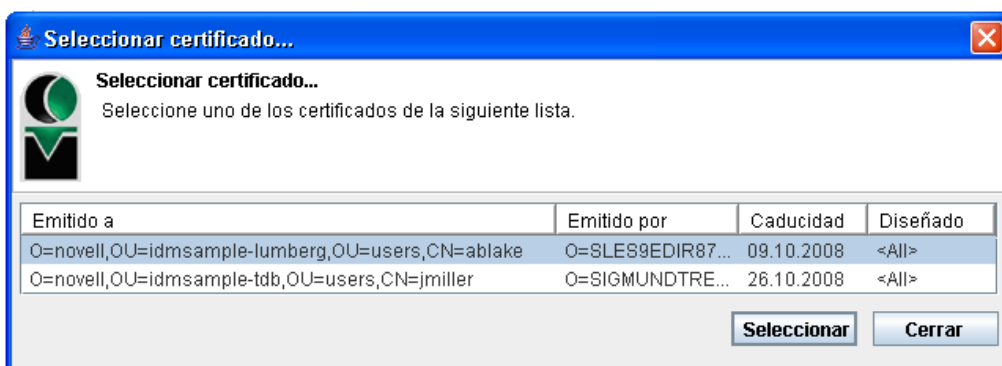 Seleccionar certificado...
Seleccionar certificado...
Seleccione uno de los certificados de la siguiente lista.
Emitido a Emitido por Caducidad Diseñado
O=novell,OU=idmsample-lumberg,OU=users,CN=ablake O=SLES9EDIR87... 09.10.2008 <All>
O=novell,OU=idmsample-tdb,OU=users,CN=jmiller O=SIGMUNDTRE... 26.10.2008 <All>
Seleccionar Cerrar